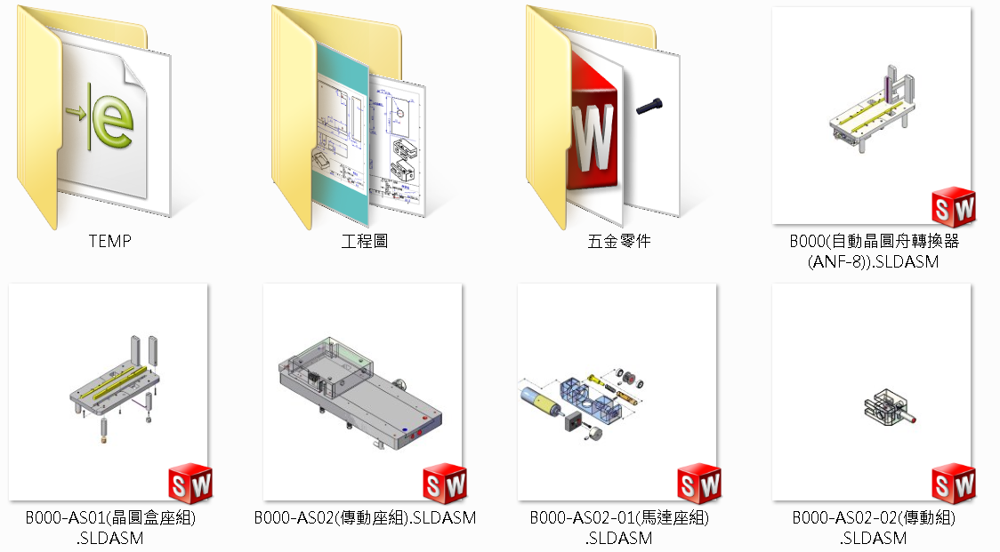 TEMP
工程圖
五金零件
B000(自動晶圓舟轉換器
(ANF-8)).SLDASM
B000-AS01(晶圓盒座組)
.SLDASM
B000-AS02(傳動座組).SLDASM
B000-AS02-01(馬達座組)
.SLDASM
B000-AS02-02(傳動組)
.SLDASM